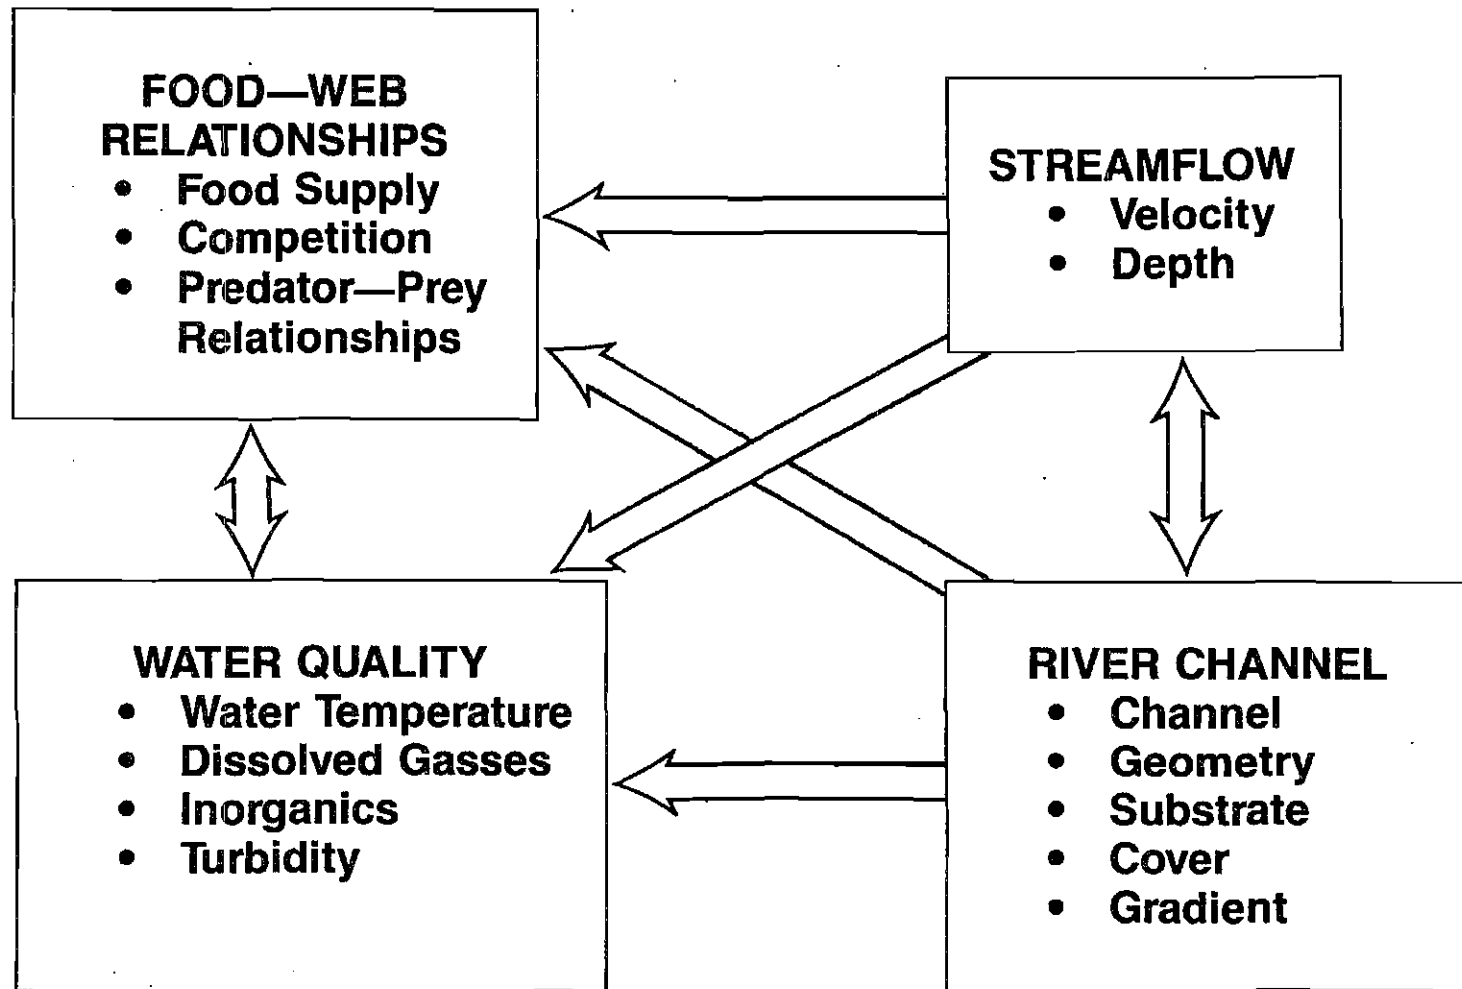 FOOD—WEB
RELATIONSHIPS
• Food Supply
• Competition
• Predator—Prey
Relationships
STREAMFLOW
• Velocity
• Depth
WATER QUALITY
• Water Temperature
• Dissolved Gasses
• Inorganics
• Turbidity
RIVER CHANNEL
• Channel
• Geometry
• Substrate
• Cover
• Gradient